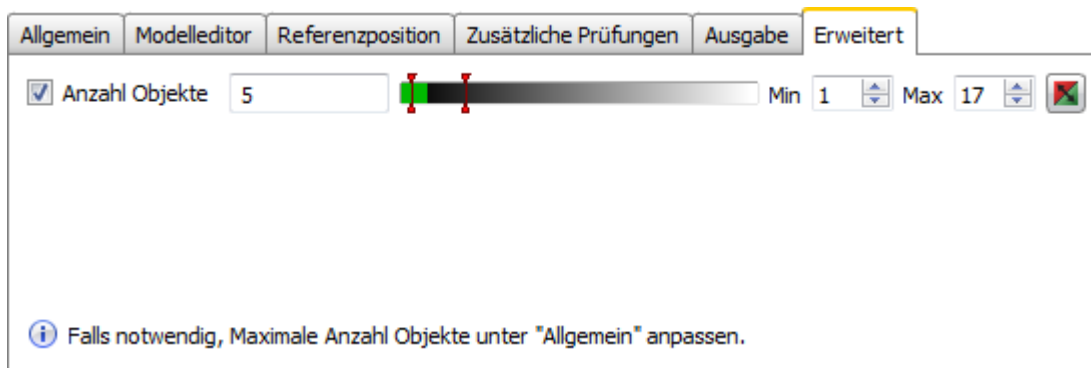 Allgemein Modelleditor Referenzposition Zusätzliche Prüfungen Ausgabe Erweitert
Anzahl Objekte 5 Min 1 Max 17
Falls notwendig, Maximale Anzahl Objekte unter "Allgemein" anpassen.